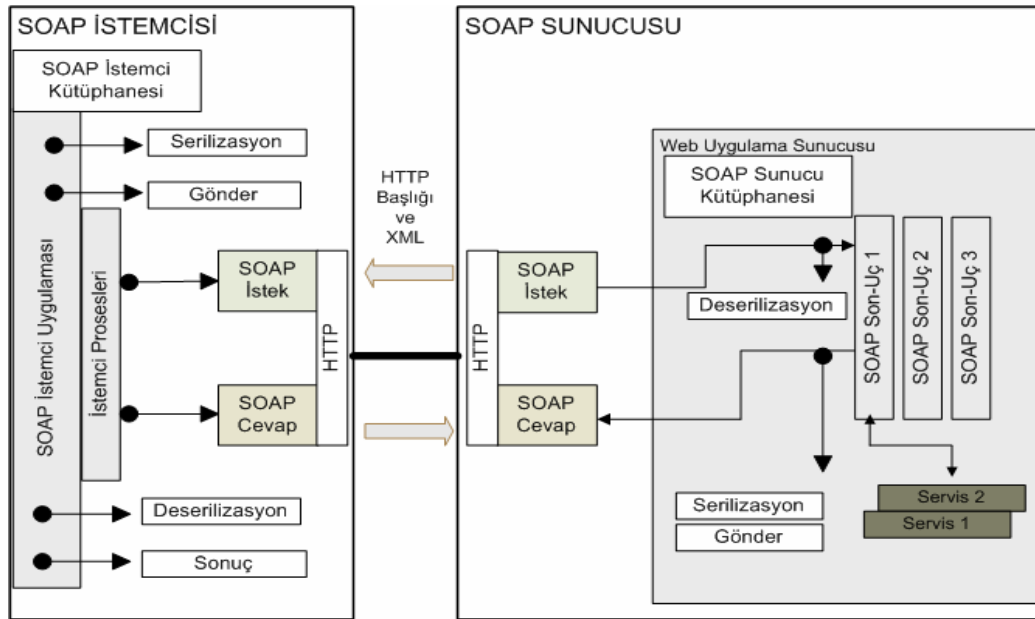 SOAP İSTEMCİSİ
SOAP İstemci
Kütüphanesi
Serilizasyon
Gönder
SOAP İstemci Uygulaması
İstemci Prosesleri
SOAP
İstek
HTTP
SOAP
Cevap
Deserilizasyon
Sonuç
HTTP
Başlığı
ve
XML
SOAP SUNUCUSU
HTTP
SOAP
İstek
SOAP
Cevap
Web Uygulama Sunucusu
SOAP Sunucu
Kütüphanesi
Deserilizasyon
SOAP Son-Uç 1
SOAP Son-Uç 2
SOAP Son-Uç 3
Serilizasyon
Gönder
Servis 2
Servis 1